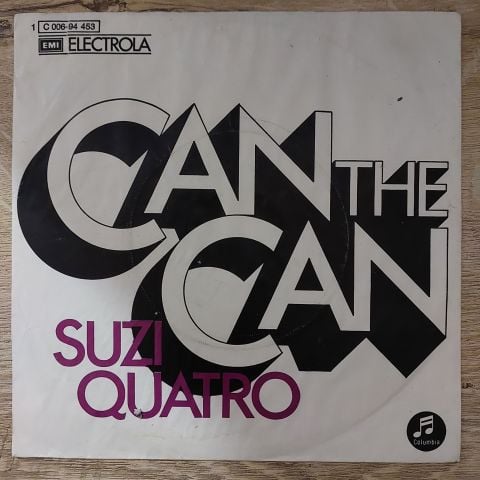 1 C 006-94 453
EMI ELECTROLA
CAN THE
CAN
SUZI
QUATRO
Columbia